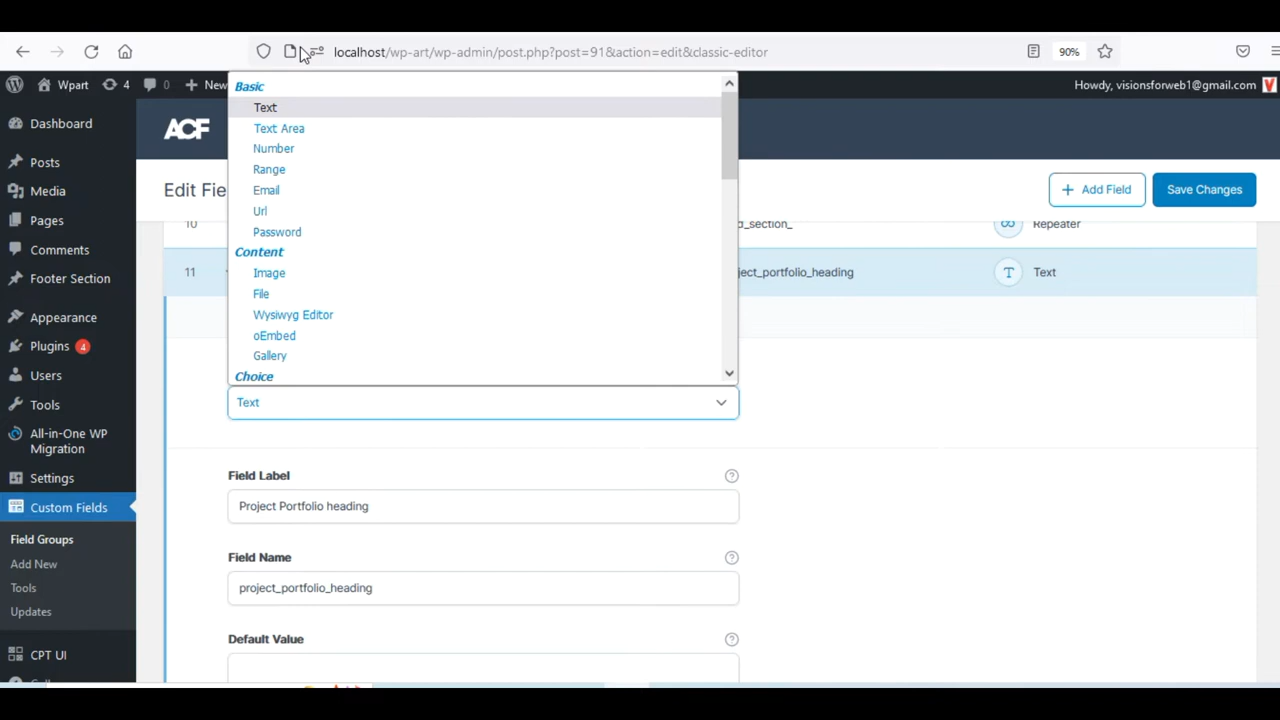 localhost/wp-art/wp-admin/post.php?post=91&action=edit&classic-editor
90%
Wpart
4
0
New
Howdy, visionsforweb1@gmail.com
Dashboard
Posts
Media
Pages
Comments
Footer Section
Appearance
Plugins 4
Users
Tools
All-in-One WP
Migration
Settings
Custom Fields
Field Groups
Add New
Tools
Updates
CPT UI
ACF
Edit Fie
+ Add Field
Save Changes
10
d_section_
Repeater
11
ject_portfolio_heading
T
Text
Basic
Text
Text Area
Number
Range
Email
Url
Password
Content
Image
File
Wysiwyg Editor
oEmbed
Gallery
Choice
Text
Field Label
?
Project Portfolio heading
Field Name
?
project_portfolio_heading
Default Value
?